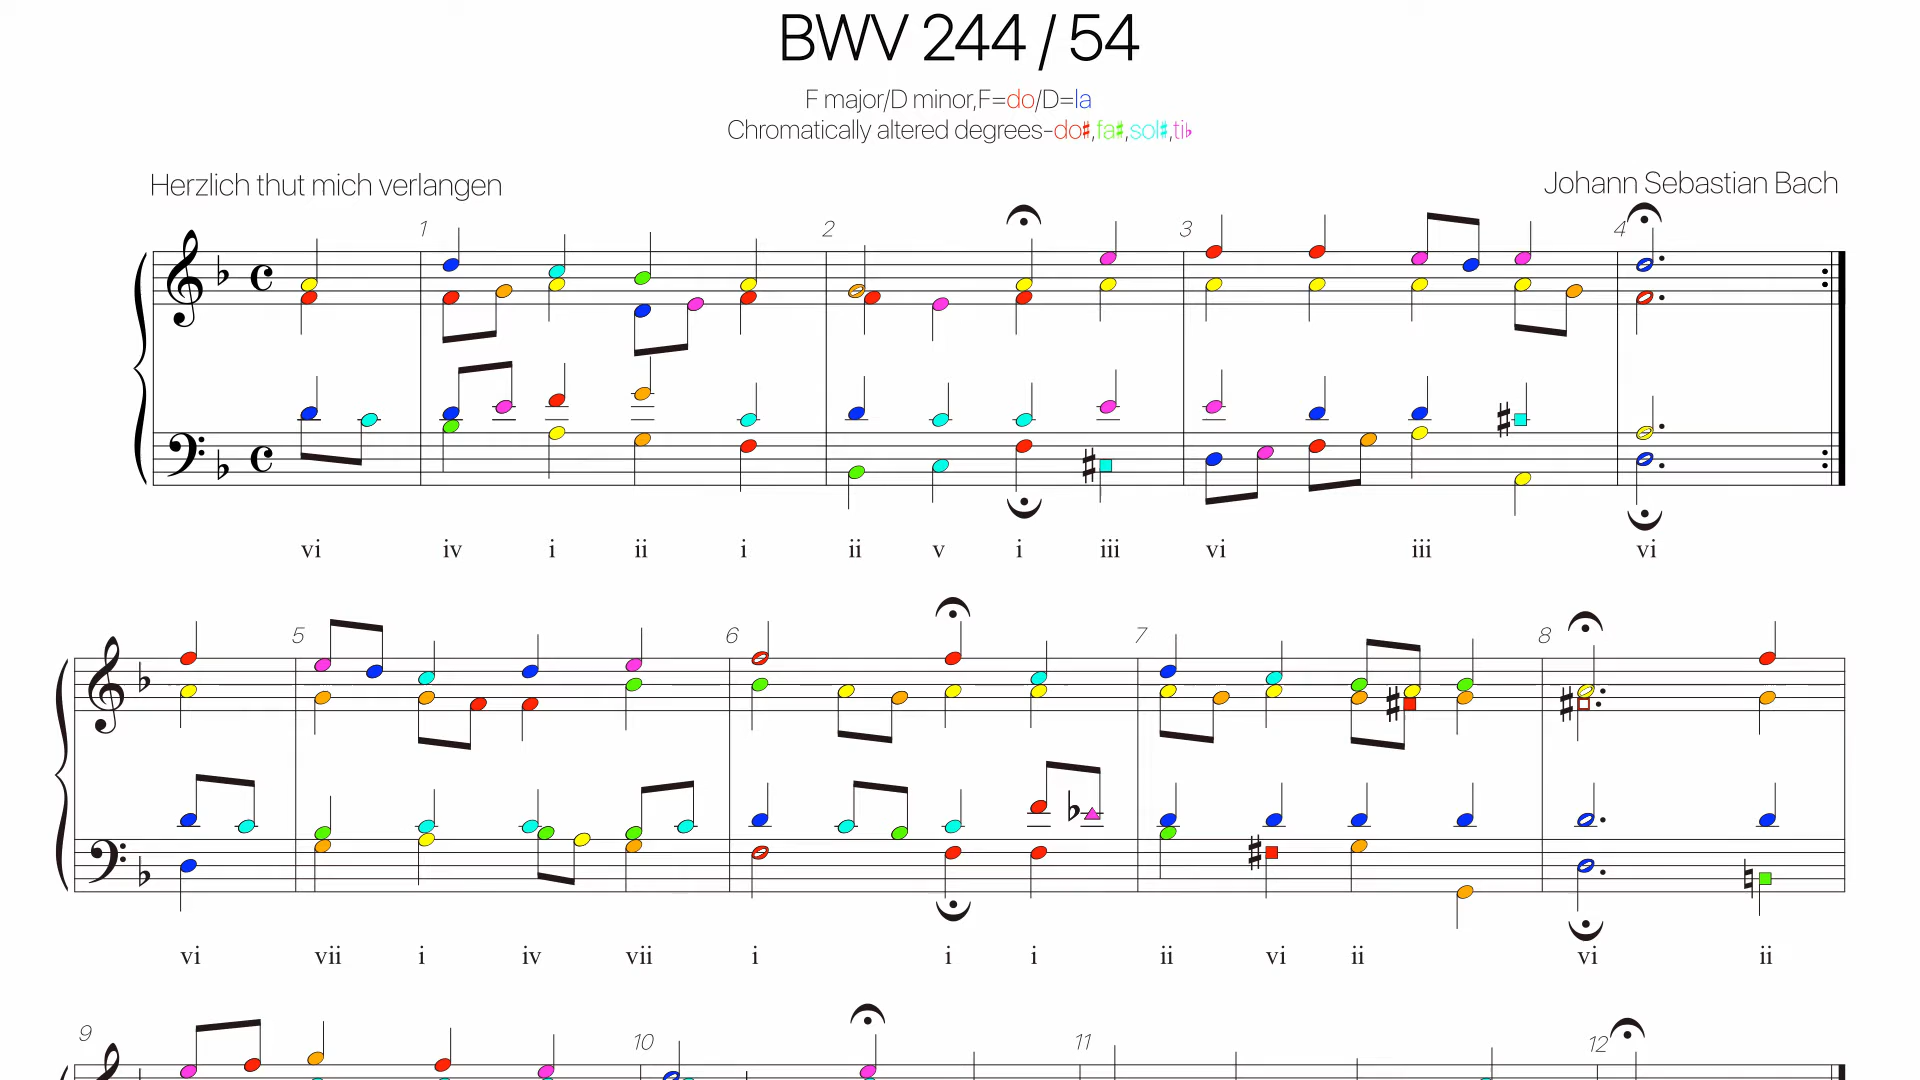 BWV 244 / 54
F major/D minor,F=do/D=la
Chromatically altered degrees-do♯,fa♯,sol♯,ti♭
Herzlich thut mich verlangen
Johann Sebastian Bach
1 2 3 4
vi iv i ii i ii v i iii vi iii vi
5 6 7 8
vi vii i iv vii i i i ii vi ii vi ii
9 10 11 12